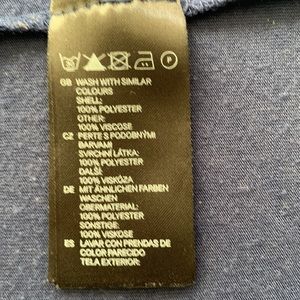 GB WASH WITH SIMILAR
COLOURS
SHELL:
100% POLYESTER
OTHER:
100% VISCOSE
CZ PERTE S PODOBNÝMI
BARVAMI
SVRCHNÍ LÁTKA:
100% POLYESTER
DALŠÍ:
100% VISKÓZA
DE MIT ÄHNLICHEN FARBEN
WASCHEN
OBERMATERIAL:
100% POLYESTER
SONSTIGE:
100% VISKOSE
ES LAVAR CON PRENDAS DE
COLOR PARECIDO
TELA EXTERIOR: